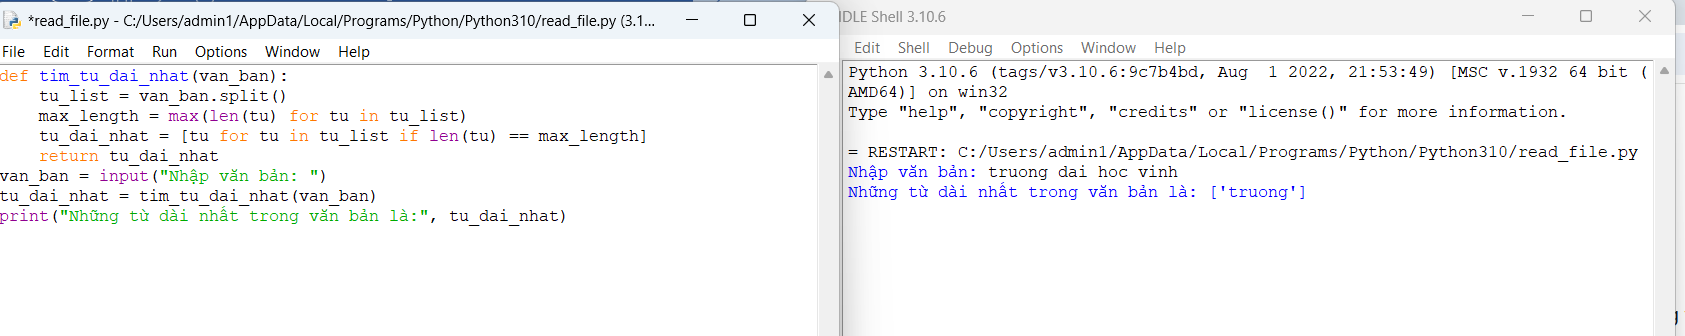 *read_file.py - C:/Users/admin1/AppData/Local/Programs/Python/Python310/read_file.py (3.1...
File Edit Format Run Options Window Help
def tim_tu_dai_nhat(van_ban):
    tu_list = van_ban.split()
    max_length = max(len(tu) for tu in tu_list)
    tu_dai_nhat = [tu for tu in tu_list if len(tu) == max_length]
    return tu_dai_nhat
van_ban = input("Nhập văn bản: ")
tu_dai_nhat = tim_tu_dai_nhat(van_ban)
print("Những từ dài nhất trong văn bản là:", tu_dai_nhat)
IDLE Shell 3.10.6
Edit Shell Debug Options Window Help
Python 3.10.6 (tags/v3.10.6:9c7b4bd, Aug  1 2022, 21:53:49) [MSC v.1932 64 bit (
AMD64)] on win32
Type "help", "copyright", "credits" or "license()" for more information.
= RESTART: C:/Users/admin1/AppData/Local/Programs/Python/Python310/read_file.py
Nhập văn bản: truong dai hoc vinh
Những từ dài nhất trong văn bản là: ['truong']